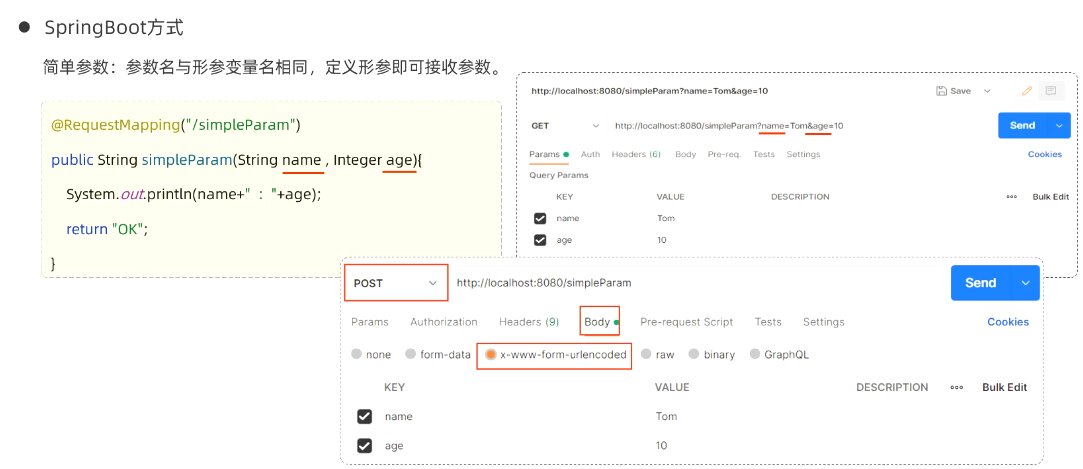 ● SpringBoot方式
简单参数：参数名与形参变量名相同，定义形参即可接收参数。
@RequestMapping("/simpleParam")
public String simpleParam(String name , Integer age){
System.out.println(name+" : "+age);
return "OK";
}
http://localhost:8080/simpleParam?name=Tom&age=10 Save
GET http://localhost:8080/simpleParam?name=Tom&age=10 Send
Params Auth Headers (6) Body Pre-req. Tests Settings Cookies
Query Params
KEY VALUE DESCRIPTION ooo Bulk Edit
name Tom
age 10
POST http://localhost:8080/simpleParam Send
Params Authorization Headers (9) Body Pre-request Script Tests Settings Cookies
none form-data x-www-form-urlencoded raw binary GraphQL
KEY VALUE DESCRIPTION ooo Bulk Edit
name Tom
age 10